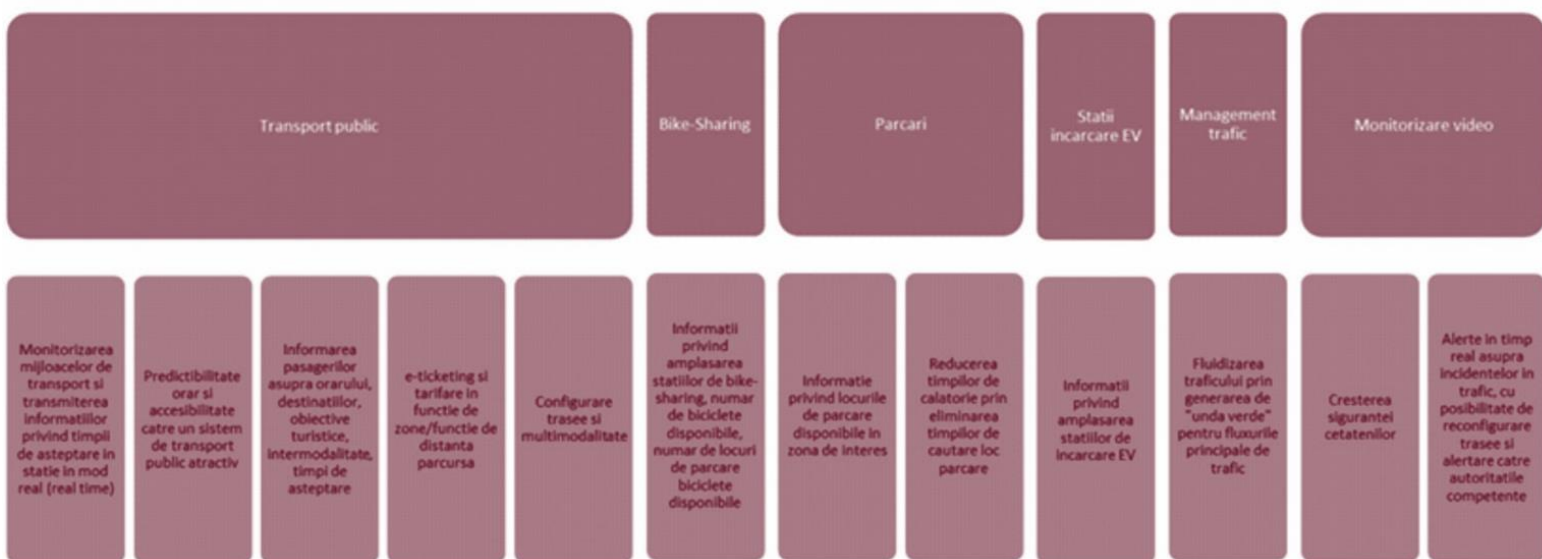 Transport public
Bike-Sharing
Parcari
Statii
incarcare EV
Management
trafic
Monitorizare video
Monitorizarea
mijloacelor de
transport si
transmiterea
informatiilor
privind timpii
de asteptare in
statie in mod
real (real time)
Predictibilitate
orar si
accesibilitate
catre un sistem
de transport
public atractiv
Informarea
pasagerilor
asupra orarului,
destinatiilor,
obiective
turistice,
intermodalitate,
timpi de
asteptare
e-ticketing si
tarifare in
functie de
zone/functie de
distanta
parcursa
Configurare
trasee si
multimodalitate
Informatii
privind
amplasarea
statiilor de bike-
sharing, numar
de biciclete
disponibile,
numar de locuri
de parcare
biciclete
disponibile
Informatie
privind locurile
de parcare
disponibile in
zona de interes
Reducerea
timpilor de
calatorie prin
eliminarea
timpilor de
cautare loc
parcare
Informatii
privind
amplasarea
statiilor de
incarcare EV
Fluidizarea
traficului prin
generarea de
"unda verde"
pentru fluxurile
principale de
trafic
Cresterea
sigurantei
cetatenilor
Alerte in timp
real asupra
incidentelor in
trafic, cu
posibilitate de
reconfigurare
trasee si
alertare catre
autoritatile
competente